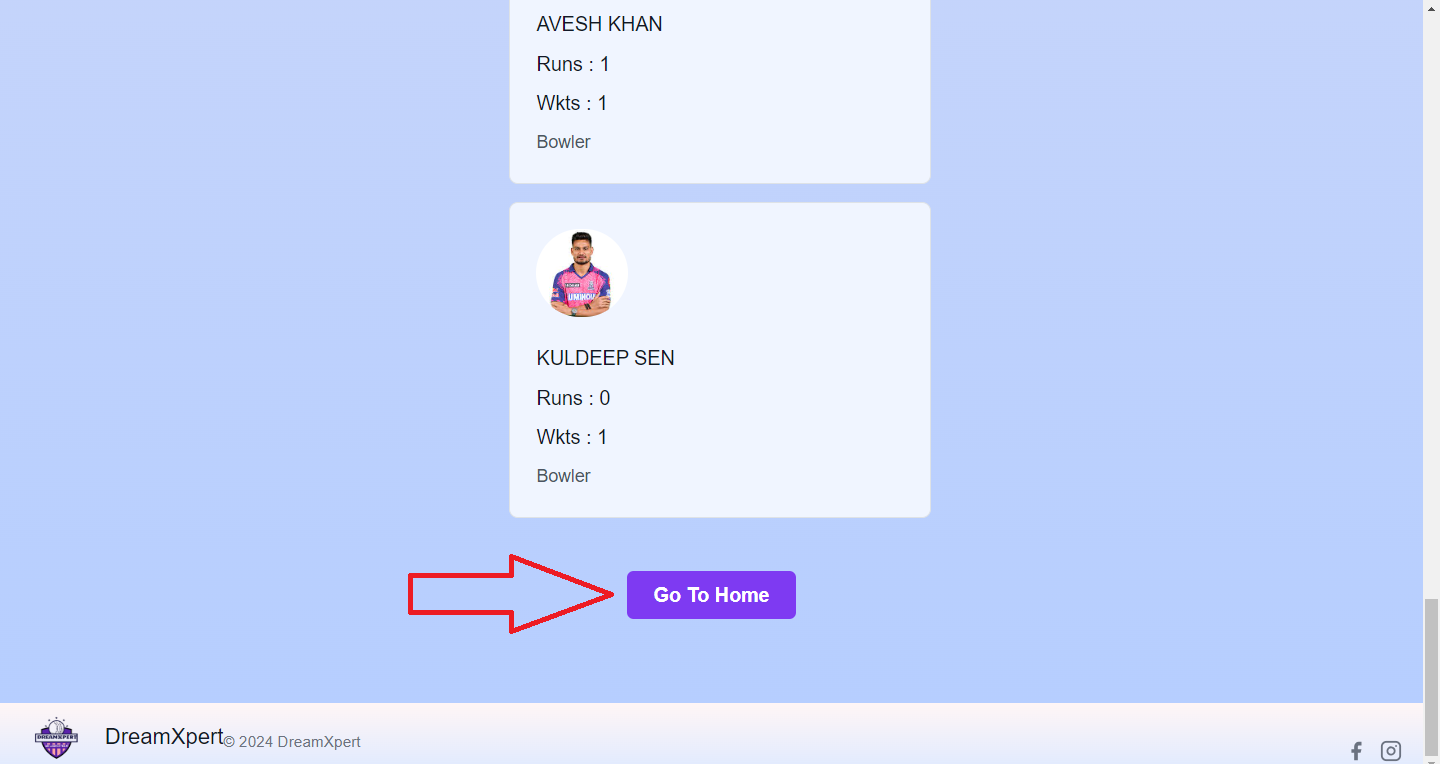 AVESH KHAN
Runs : 1
Wkts : 1
Bowler
KULDEEP SEN
Runs : 0
Wkts : 1
Bowler
Go To Home
DREAMXPERT
DreamXpert© 2024 DreamXpert